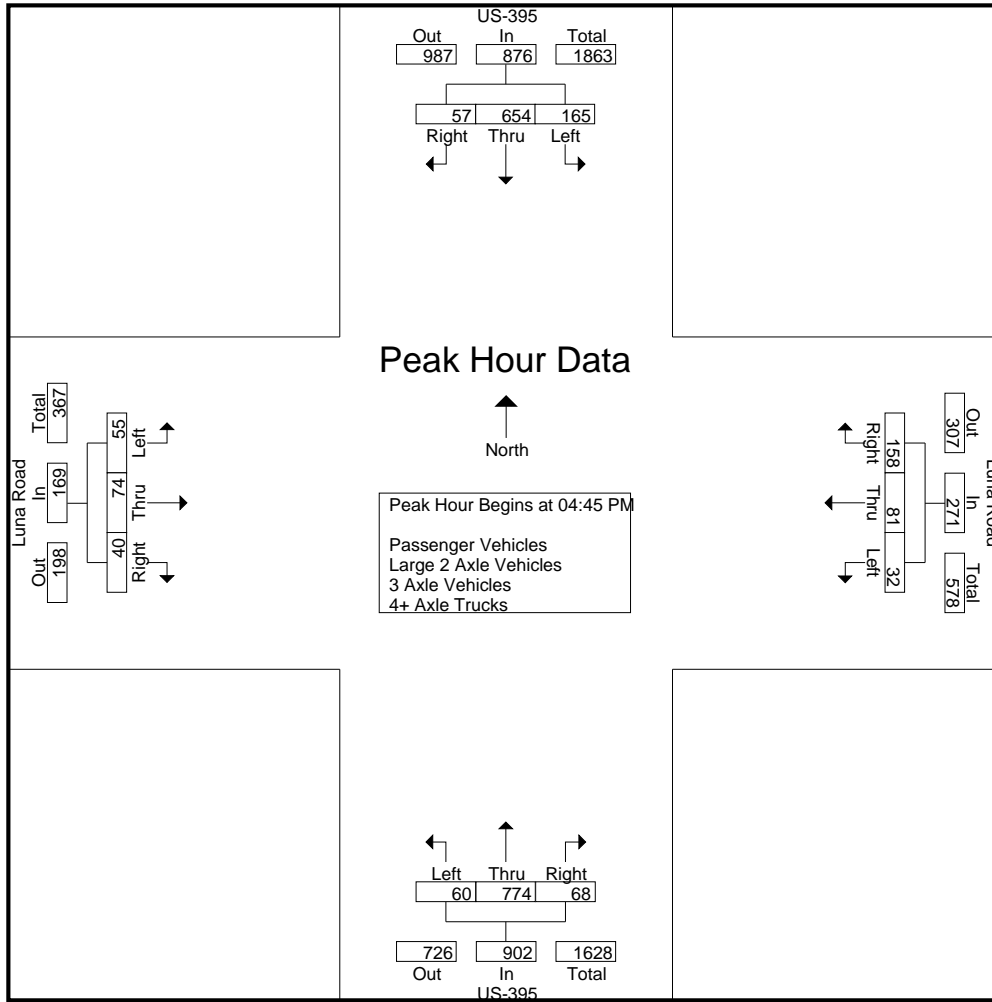 US-395
Out In Total
987 876 1863
57 654 165
Right Thru Left
Peak Hour Data
North
Peak Hour Begins at 04:45 PM
Passenger Vehicles
Large 2 Axle Vehicles
3 Axle Vehicles
4+ Axle Trucks
Luna Road
Out In Total
198 169 367
40 74 55
Right Thru Left
Luna Road
Out In Total
307 271 578
158 81 32
Right Thru Left
Left Thru Right
60 774 68
726 902 1628
Out In Total
US-395